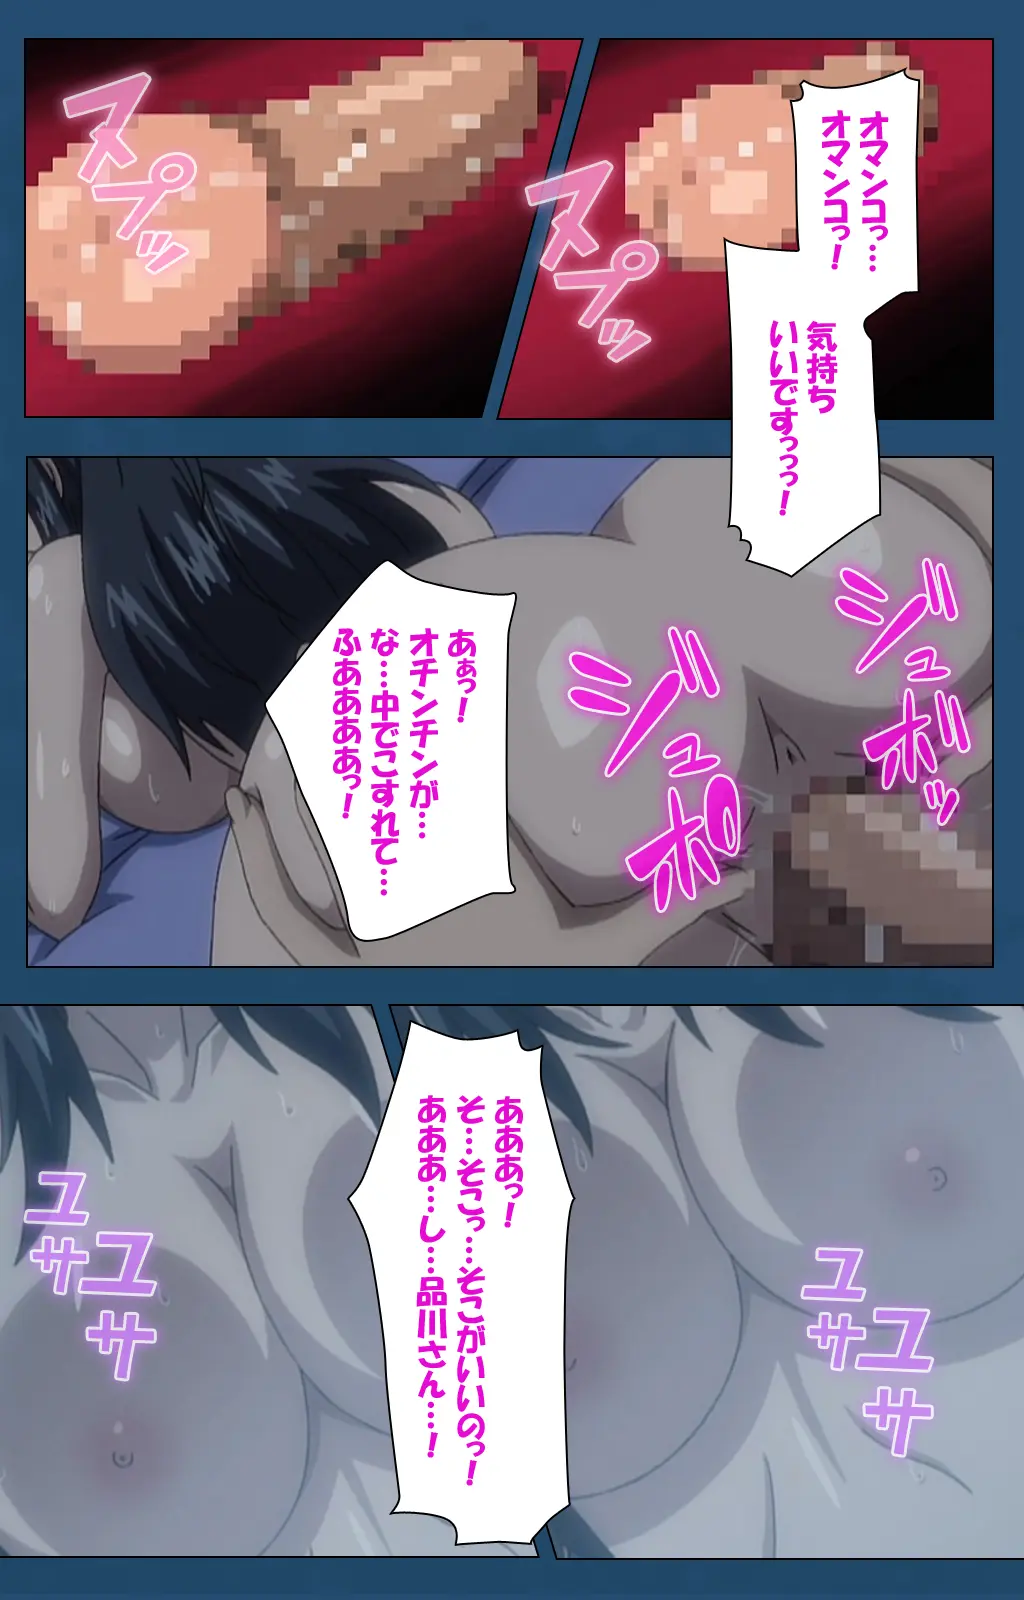 オマンコっ…
オマンコっ!
気持ち
いいですっっっ!
ヌプッ
ヌプッ
あぁっ!
オチンチンが…
な…中でこすれて…
ふああああっ!
ジュボッ
ジュポ
あああっ!
そ…そこっ…そこがいいのっ!
あああ…し…品川さん…!
ユサ
ユサ
ユサ
ユサ